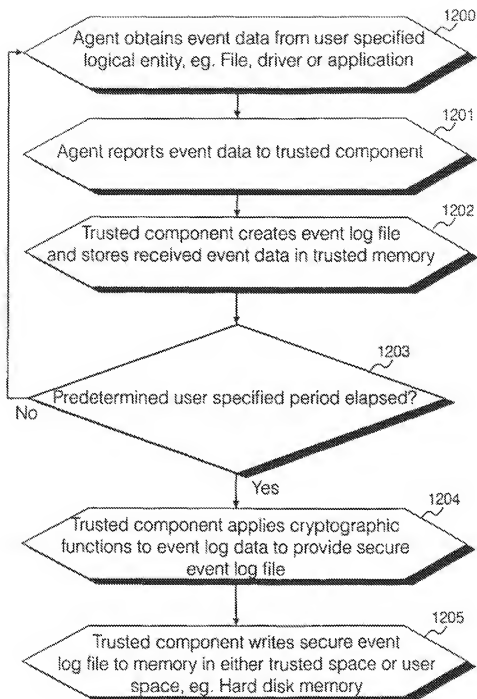 1200
Agent obtains event data from user specified
logical entity, eg. File, driver or application
1201
Agent reports event data to trusted component
1202
Trusted component creates event log file
and stores received event data in trusted memory
1203
Predetermined user specified period elapsed?
No
Yes
1204
Trusted component applies cryptographic
functions to event log data to provide secure
event log file
1205
Trusted component writes secure event
log file to memory in either trusted space or user
space, eg. Hard disk memory